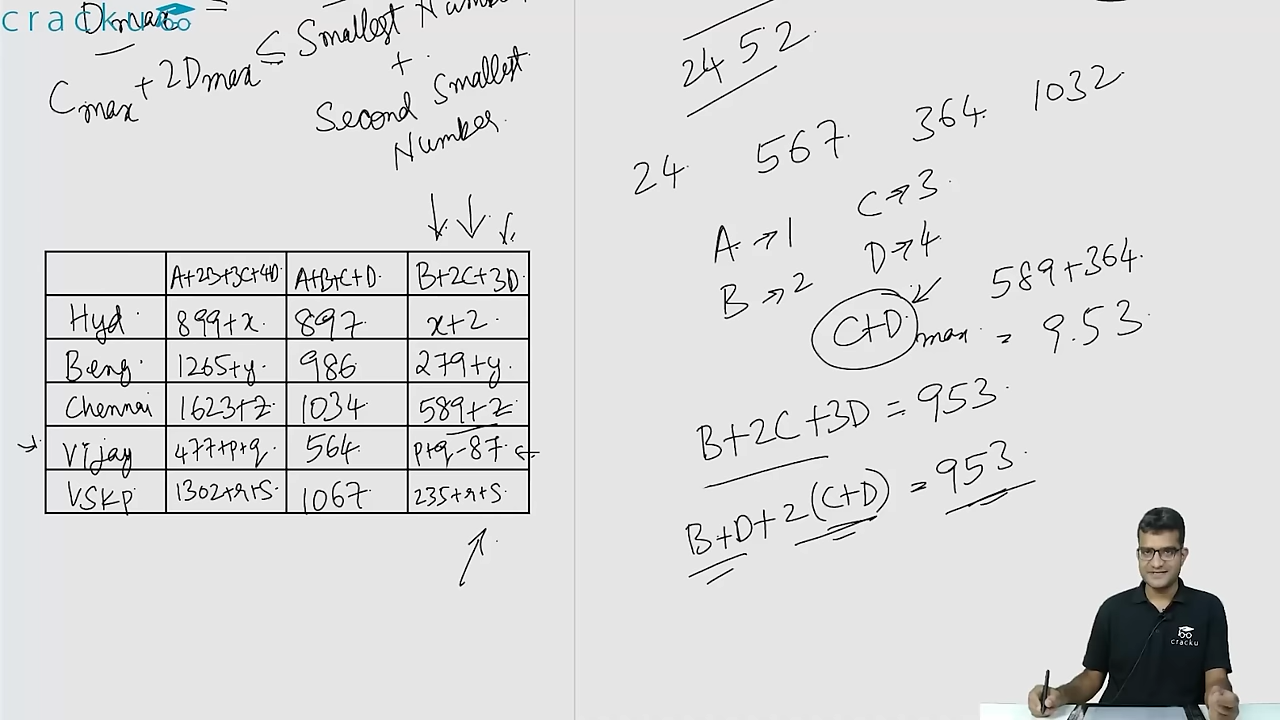 cracku
Dmax =
Cmax + 2Dmax ≤ Smallest Number
+
Second Smallest
Number.
A+2B+3C+4D A+B+C+D B+2C+3D
Hyd 899+x 897 x+2
Beng 1265+y 986 279+y
Chennai 1623+z 1034 589+z
→ Vijay 477+p+q 564 p+q-87 ←
VSKP 1302+r+s 1067 235+r+s
2452
24 567 364 1032
A → 1 C → 3
B → 2 D → 4
589+364
(C+D)max = 953
B+2C+3D = 953
B+D+2(C+D) = 953
cracku